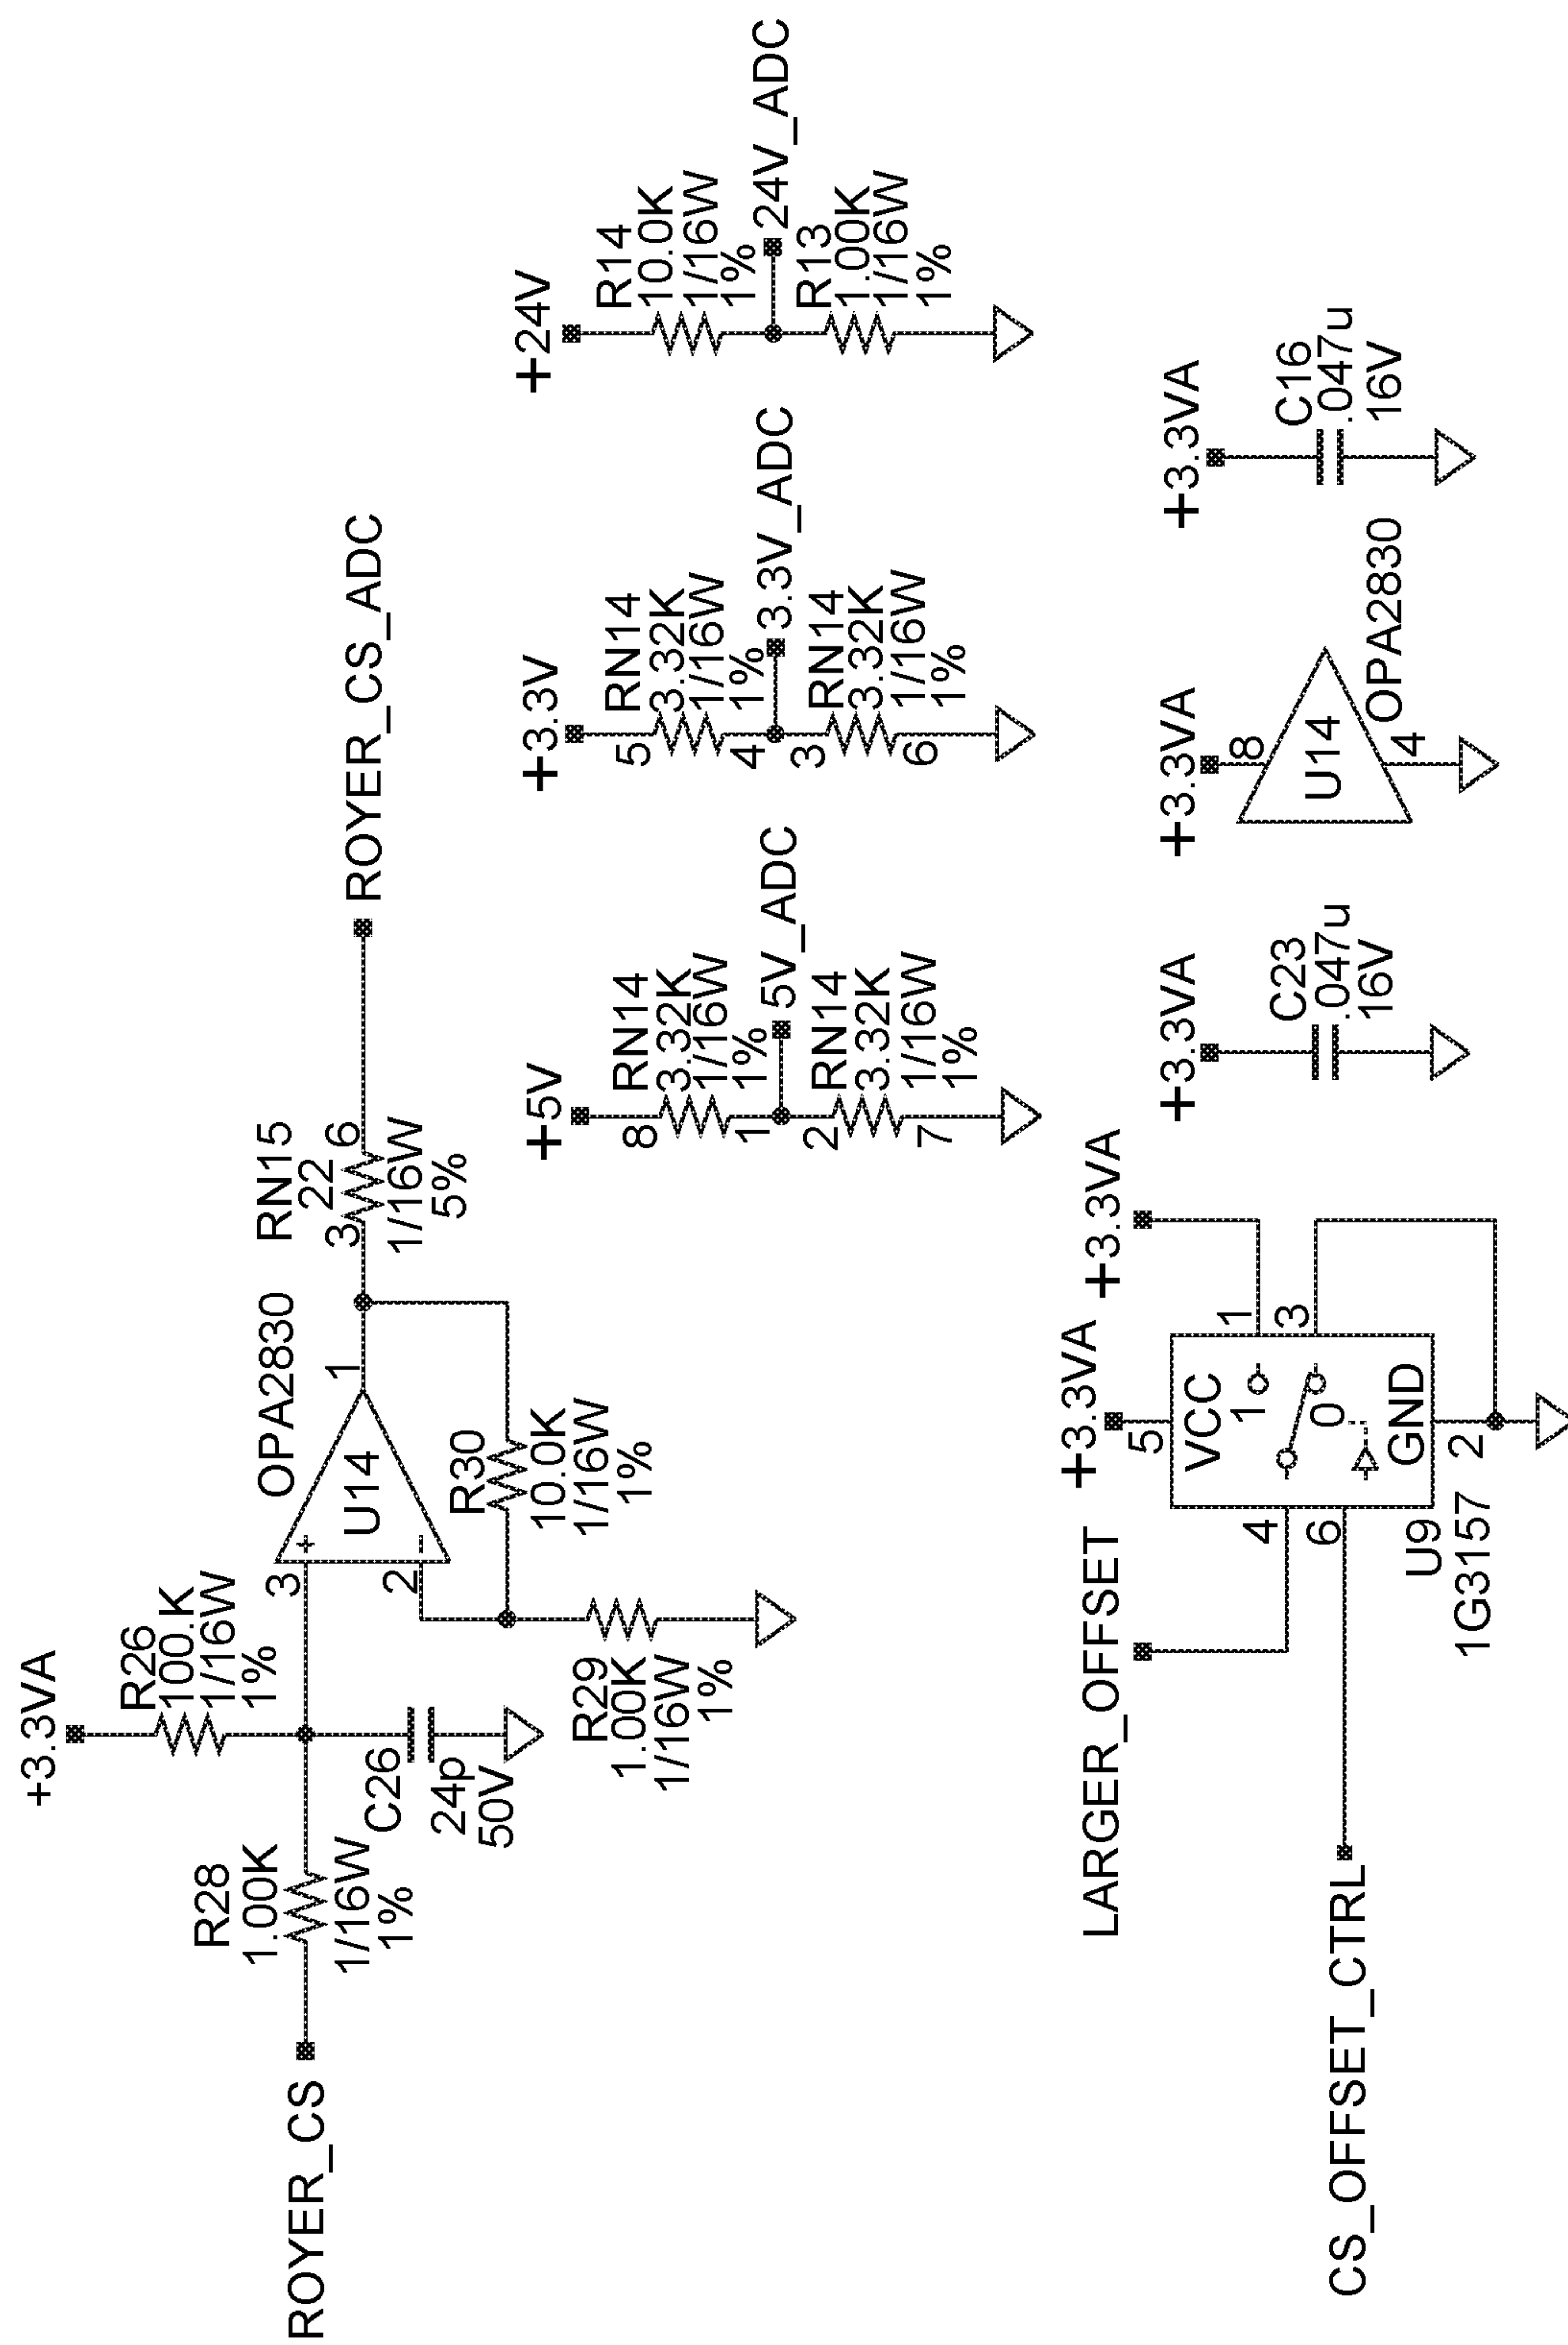 +3.3VA
R26
100.K
1/16W
1%
R28
1.00K
1/16W
1%
ROYER_CS
C26
24p
50V
3
+
2
-
U14
OPA2830
1
R29
1.00K
1/16W
1%
R30
10.0K
1/16W
1%
RN15
22
3
6
1/16W
5%
ROYER_CS_ADC
+5V
8
RN14
3.32K
1/16W
1%
1
5V_ADC
2
RN14
3.32K
1/16W
1%
7
+3.3V
5
RN14
3.32K
1/16W
1%
4
3.3V_ADC
3
RN14
3.32K
1/16W
1%
6
+24V
R14
10.0K
1/16W
1%
24V_ADC
R13
1.00K
1/16W
1%
LARGER_OFFSET
CS_OFFSET_CTRL
+3.3VA
5
VCC
1
0
GND
4
6
2
U9
1G3157
+3.3VA
1
3
+3.3VA
C23
.047u
16V
+3.3VA
8
U14
4
OPA2830
+3.3VA
C16
.047u
16V